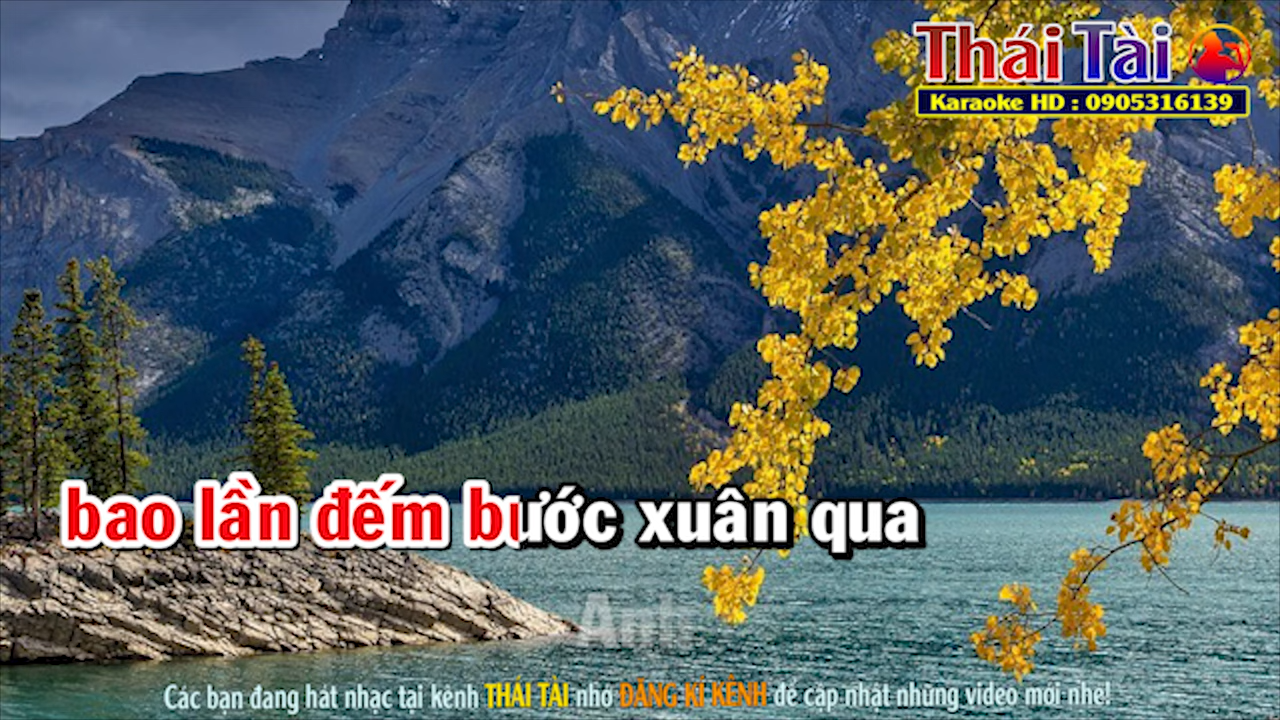 Thái Tài
Karaoke HD : 0905316139
bao lần đếm bước xuân qua
Anh
Các bạn đang hát nhạc tại kênh THÁI TÀI nhớ ĐĂNG KÍ KÊNH để cập nhật những video mới nhé!